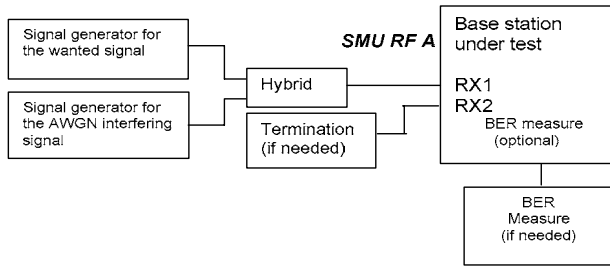 Signal generator for
the wanted signal
Signal generator for
the AWGN interfering
signal
Hybrid
Termination
(if needed)
SMU RF A
Base station
under test
RX1
RX2
BER measure
(optional)
BER
Measure
(if needed)